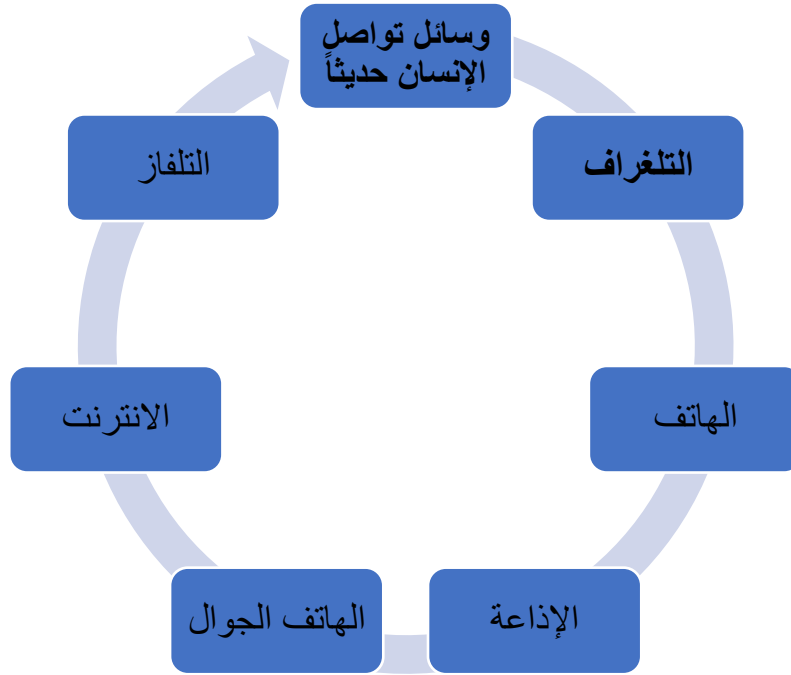 وسائل تواصل
الإنسان حديثاً
التلغراف
الهاتف
الإذاعة
الهاتف الجوال
الانترنت
التلفاز